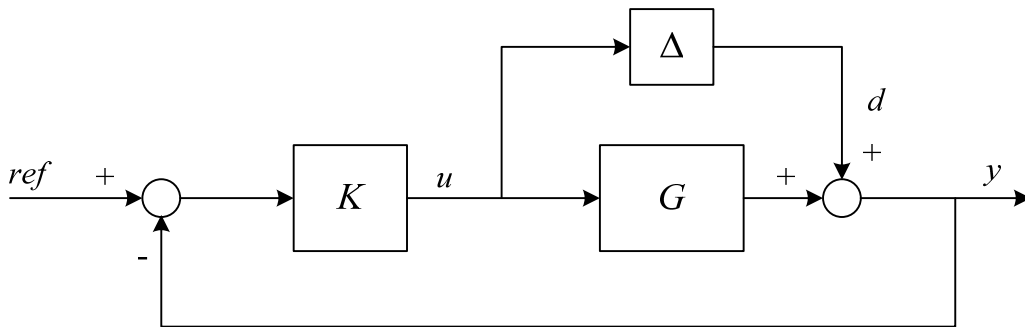 Δ
d
ref + K u G + + y
-